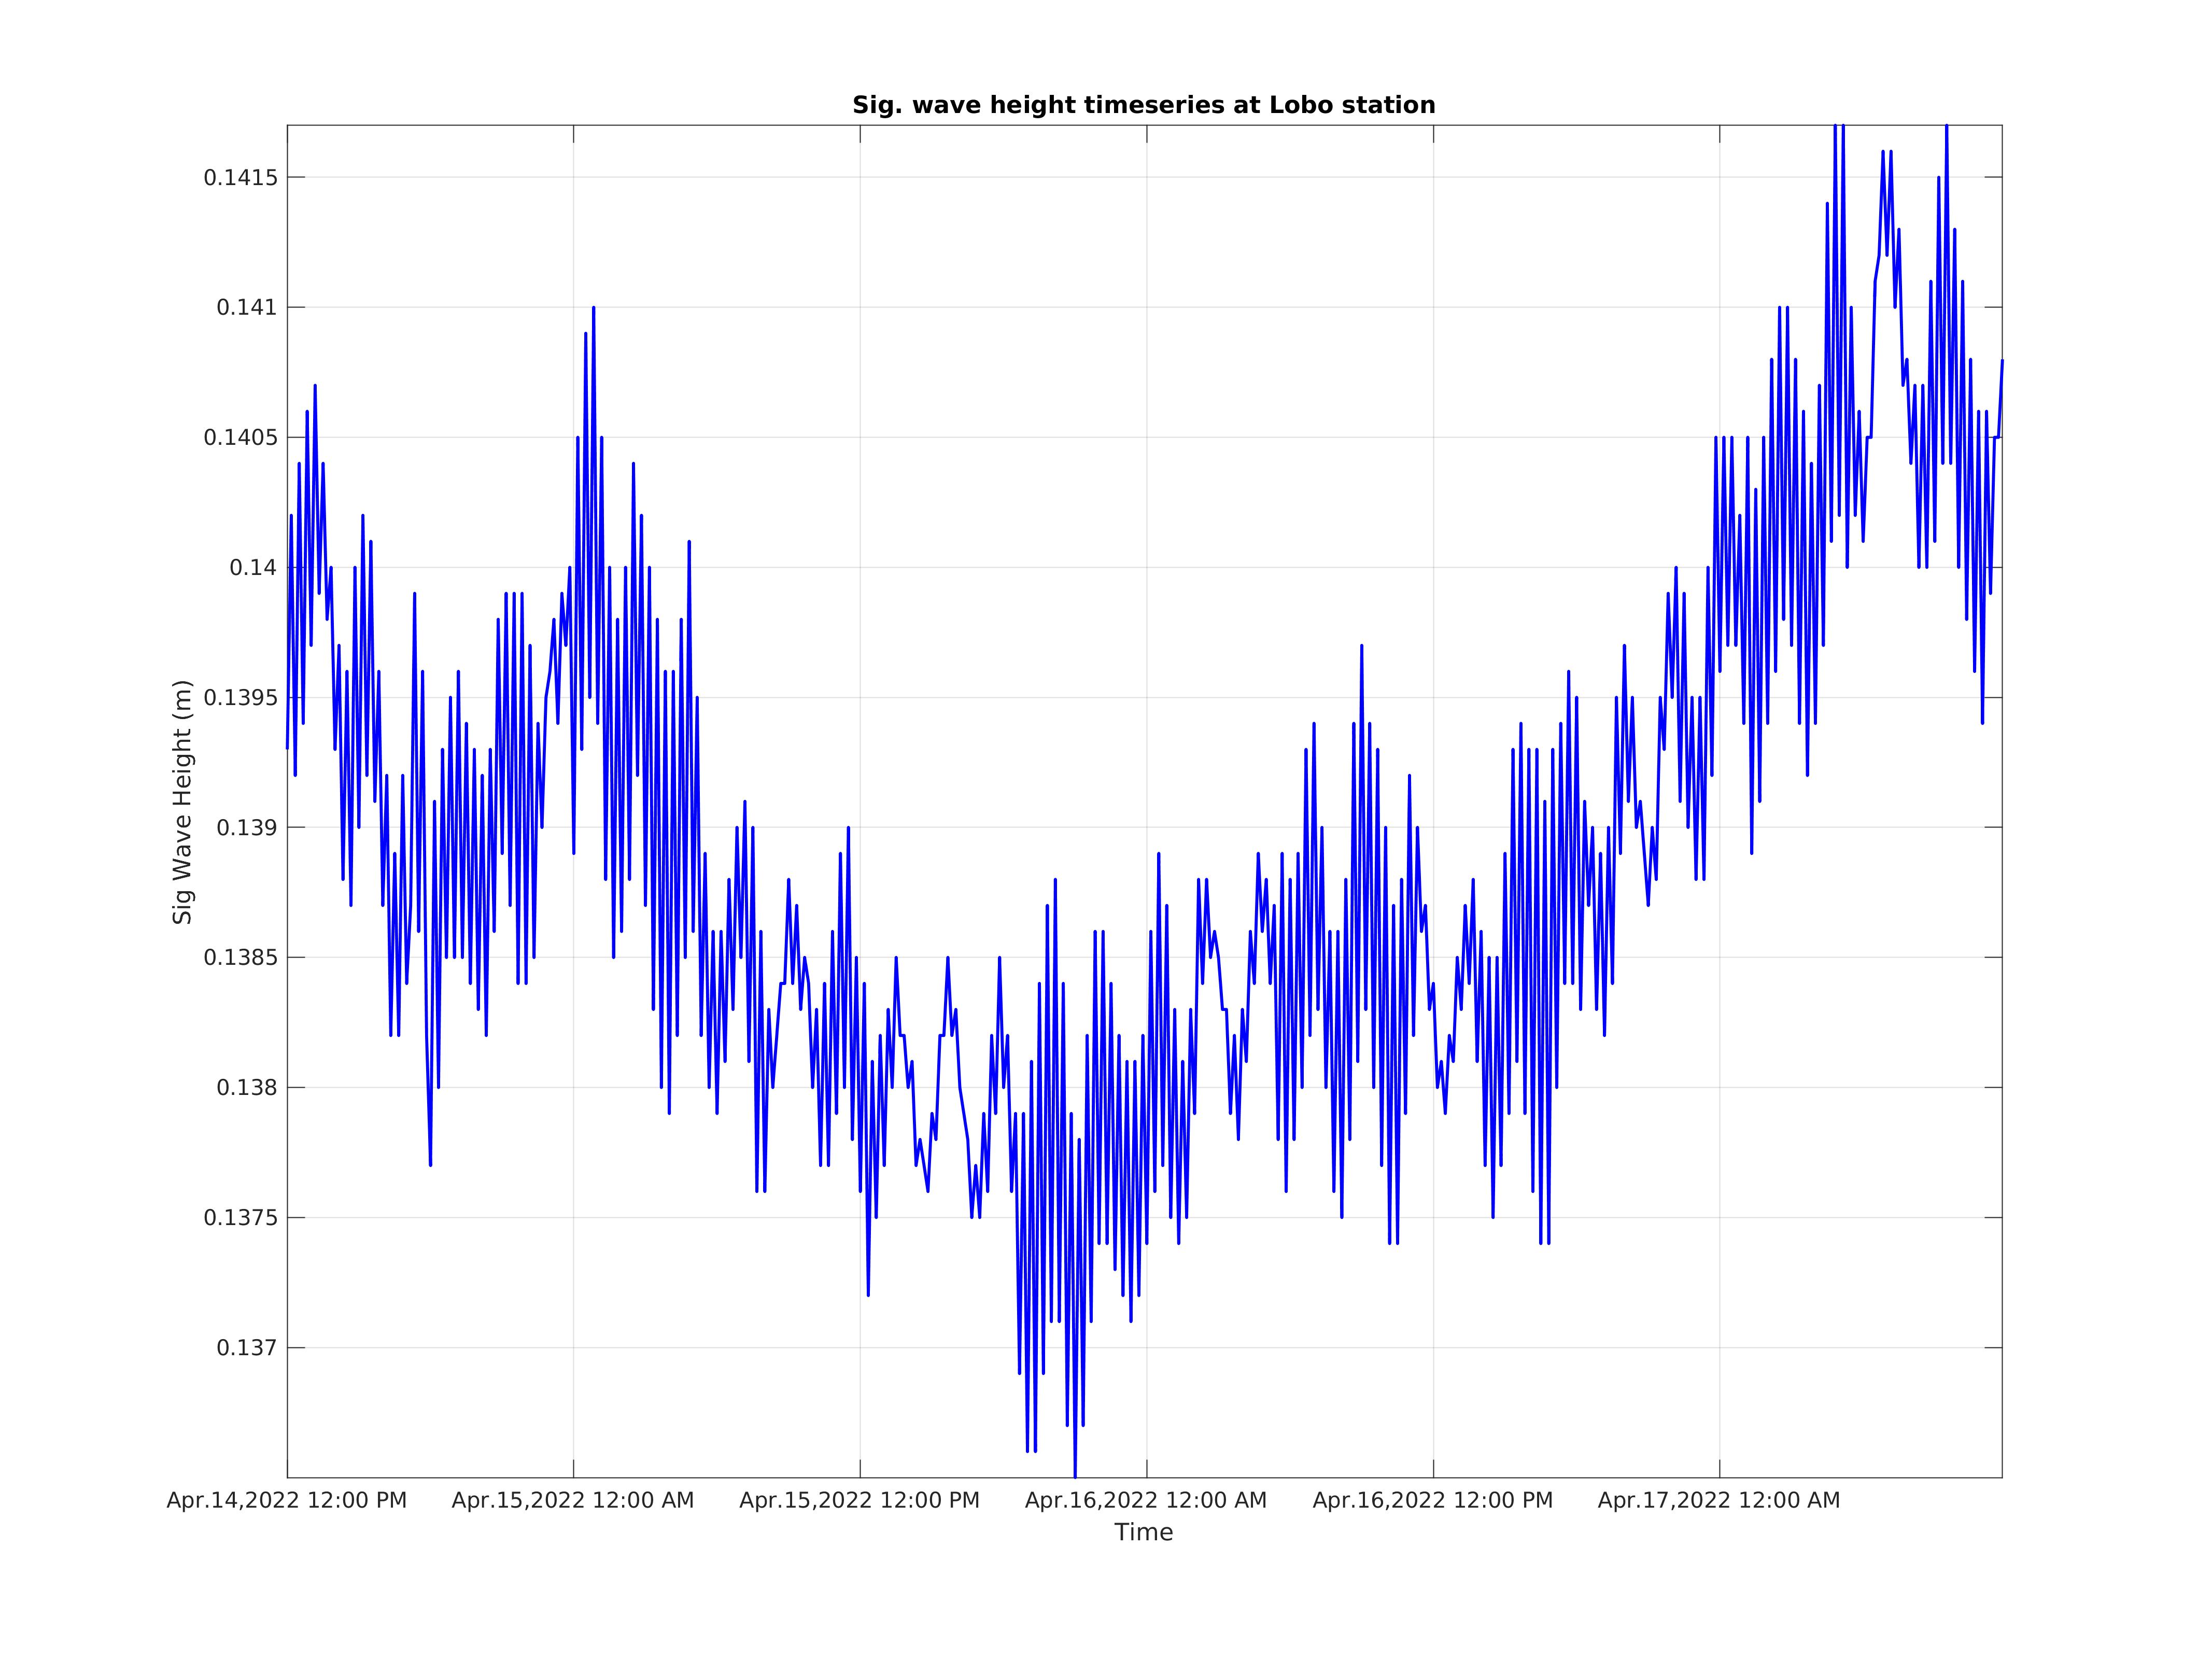 Sig. wave height timeseries at Lobo station
0.1415
0.141
0.1405
0.14
0.1395
0.139
0.1385
0.138
0.1375
0.137
Sig Wave Height (m)
Apr.14,2022 12:00 PM Apr.15,2022 12:00 AM Apr.15,2022 12:00 PM Apr.16,2022 12:00 AM Apr.16,2022 12:00 PM Apr.17,2022 12:00 AM
Time